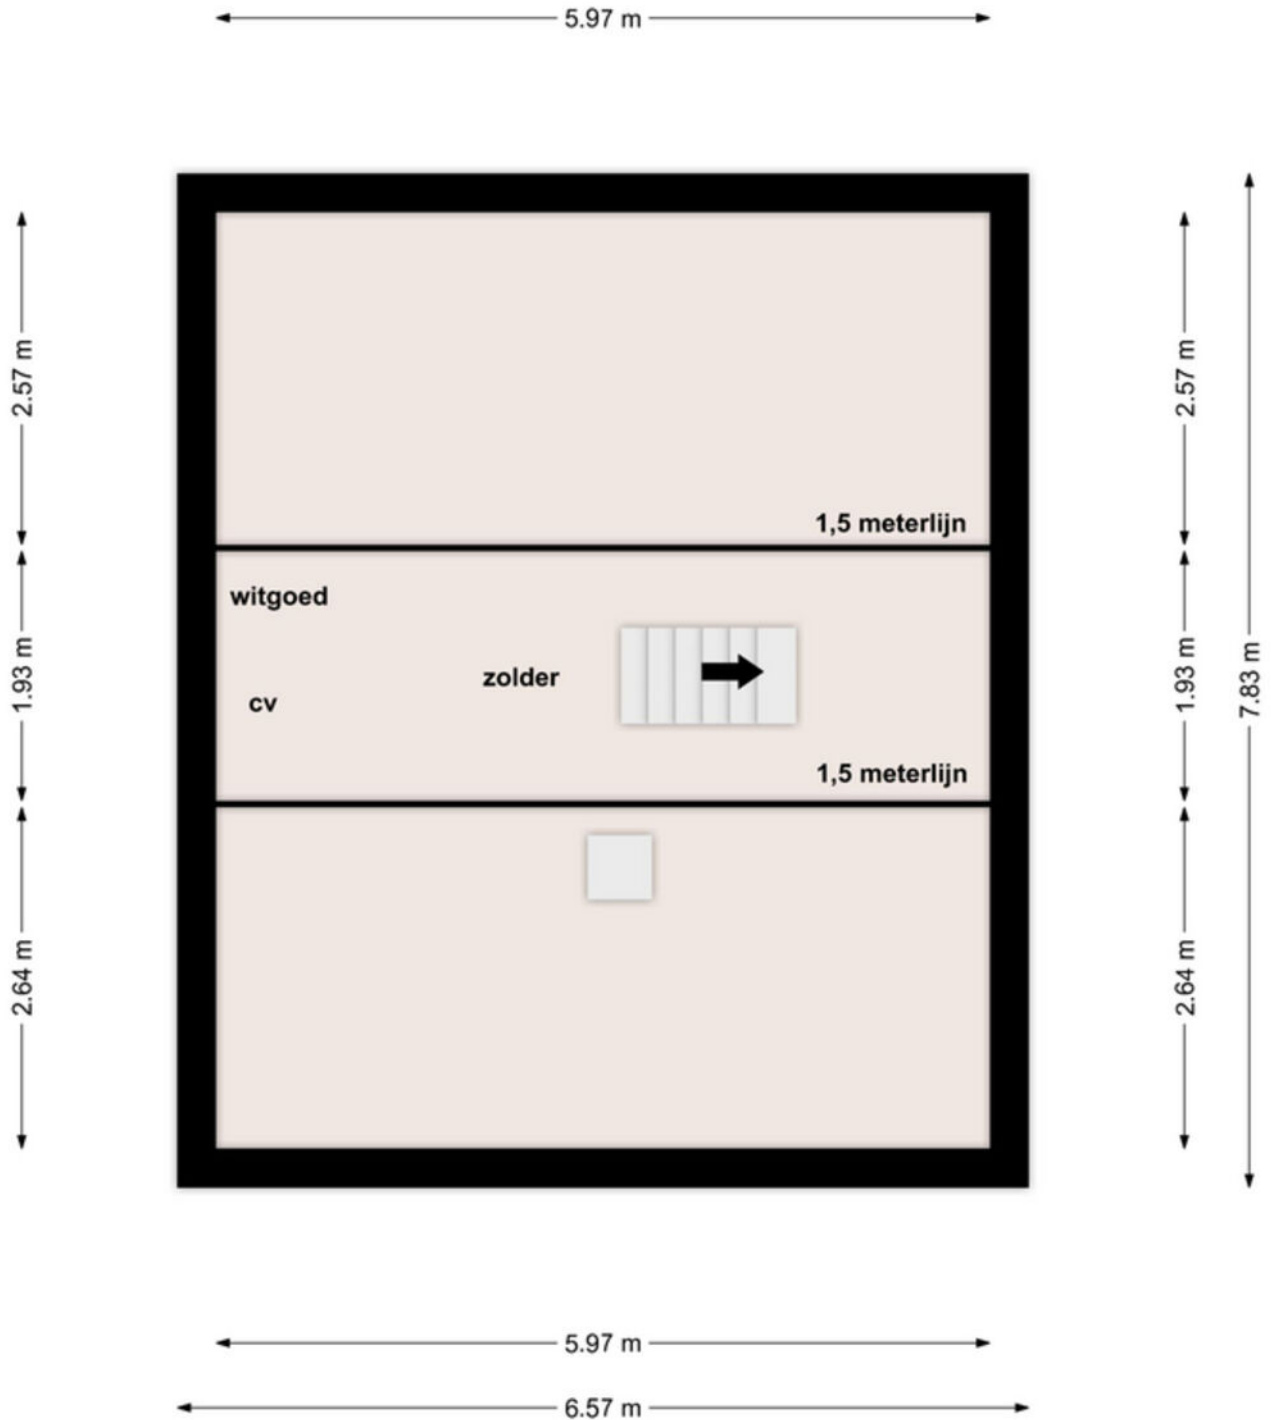 5.97 m
2.57 m
2.57 m
1,5 meterlijn
witgoed
1.93 m
zolder
1.93 m
7.83 m
cv
1,5 meterlijn
2.64 m
2.64 m
5.97 m
6.57 m